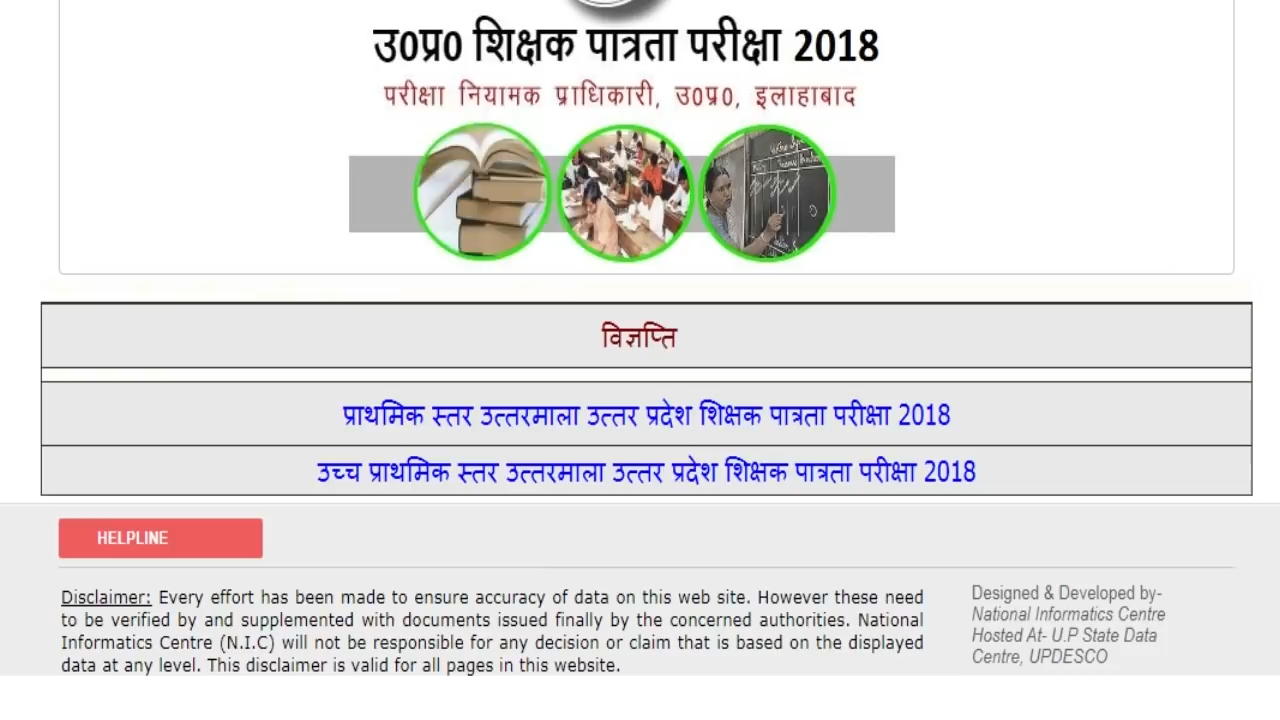 उ0प्र0 शिक्षक पात्रता परीक्षा 2018
परीक्षा नियामक प्राधिकारी, उ0प्र0, इलाहाबाद
विज्ञप्ति
प्राथमिक स्तर उत्तरमाला उत्तर प्रदेश शिक्षक पात्रता परीक्षा 2018
उच्च प्राथमिक स्तर उत्तरमाला उत्तर प्रदेश शिक्षक पात्रता परीक्षा 2018
HELPLINE
Disclaimer: Every effort has been made to ensure accuracy of data on this web site. However these need
to be verified by and supplemented with documents issued finally by the concerned authorities. National
Informatics Centre (N.I.C) will not be responsible for any decision or claim that is based on the displayed
data at any level. This disclaimer is valid for all pages in this website.
Designed & Developed by-
National Informatics Centre
Hosted At- U.P State Data
Centre, UPDESCO